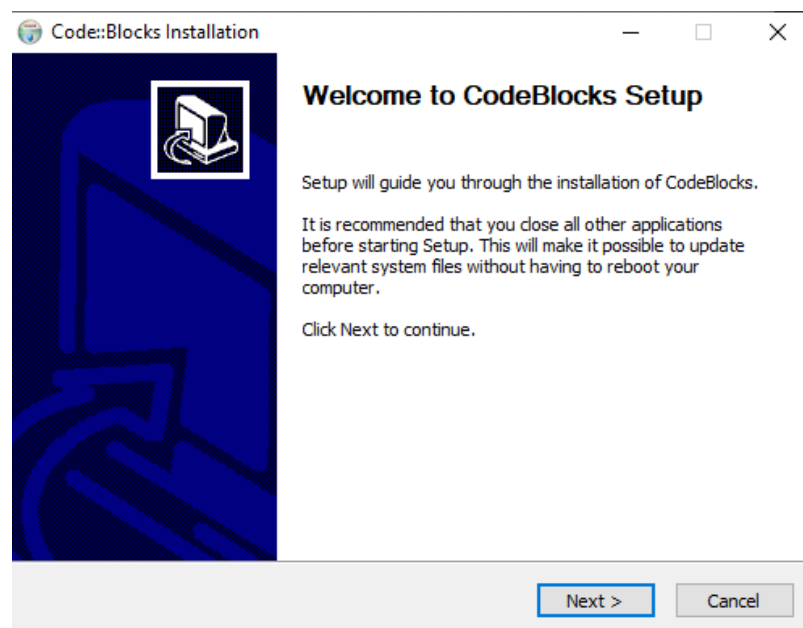 Code::Blocks Installation
Welcome to CodeBlocks Setup
Setup will guide you through the installation of CodeBlocks.
It is recommended that you close all other applications
before starting Setup. This will make it possible to update
relevant system files without having to reboot your
computer.
Click Next to continue.
Next >
Cancel